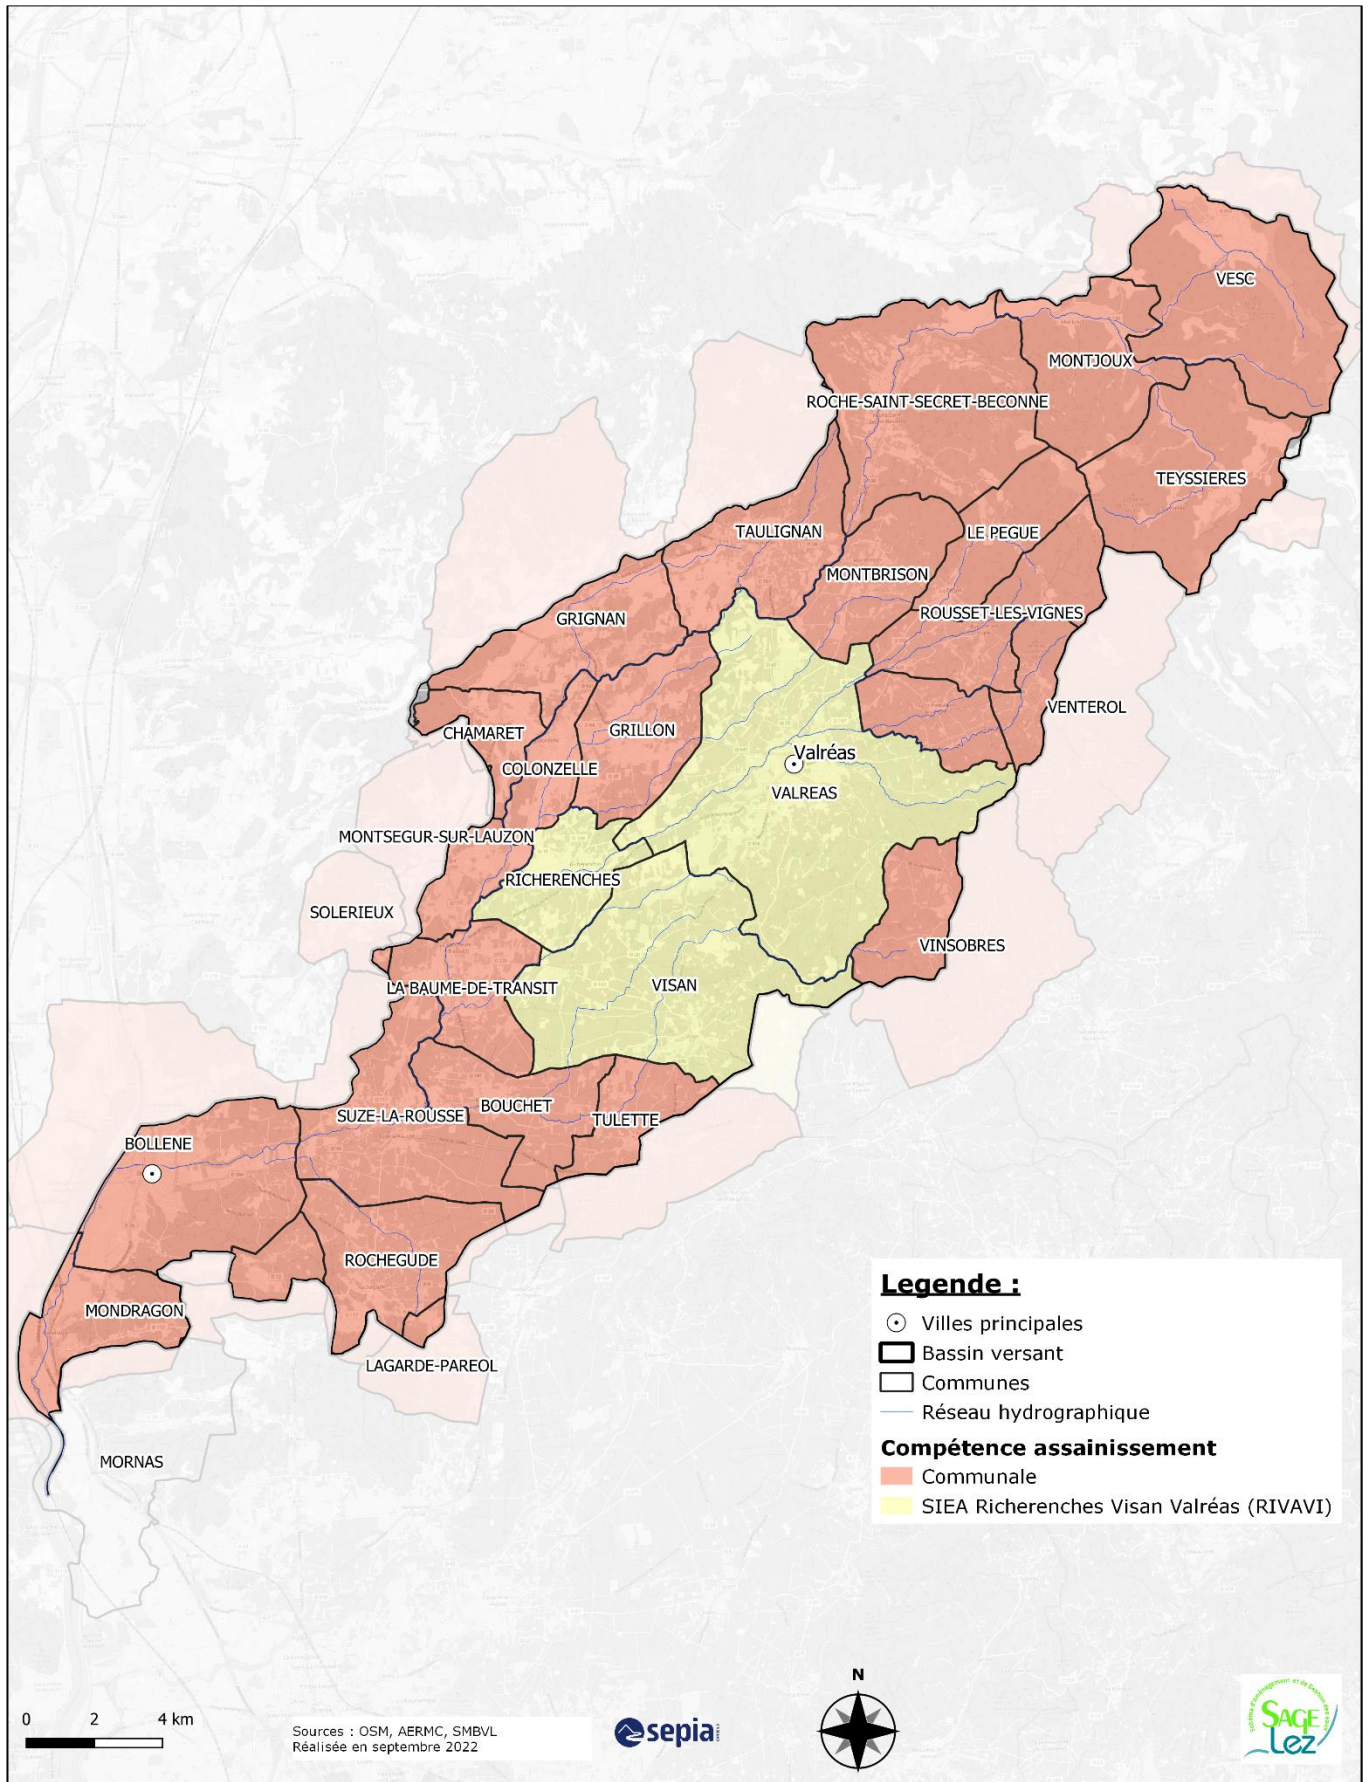 VESC
MONTJOUX
ROCHE-SAINT-SECRET-BECONNE
TEYSSIERES
TAULIGNAN
LE PEGUE
MONTBRISON
ROUSSET-LES-VIGNES
GRIGNAN
VENTEROL
CHAMARET
GRILLON
Valréas
COLONZELLE
VALREAS
MONTSEGUR-SUR-LAUZON
RICHERENCHES
SOLERIEUX
VINSOBRES
LA BAUME-DE-TRANSIT
VISAN
BOUCHET
SUZE-LA-ROUSSE
TULETTE
BOLLENE
ROCHEGUDE
MONDRAGON
LAGARDE-PAREOL
MORNAS
Legende :
Villes principales
Bassin versant
Communes
Réseau hydrographique
Compétence assainissement
Communale
SIEA Richerenches Visan Valréas (RIVAVI)
N
0 2 4 km
Sources : OSM, AERMC, SMBVL
Réalisée en septembre 2022
sepia
SAGE
Lez